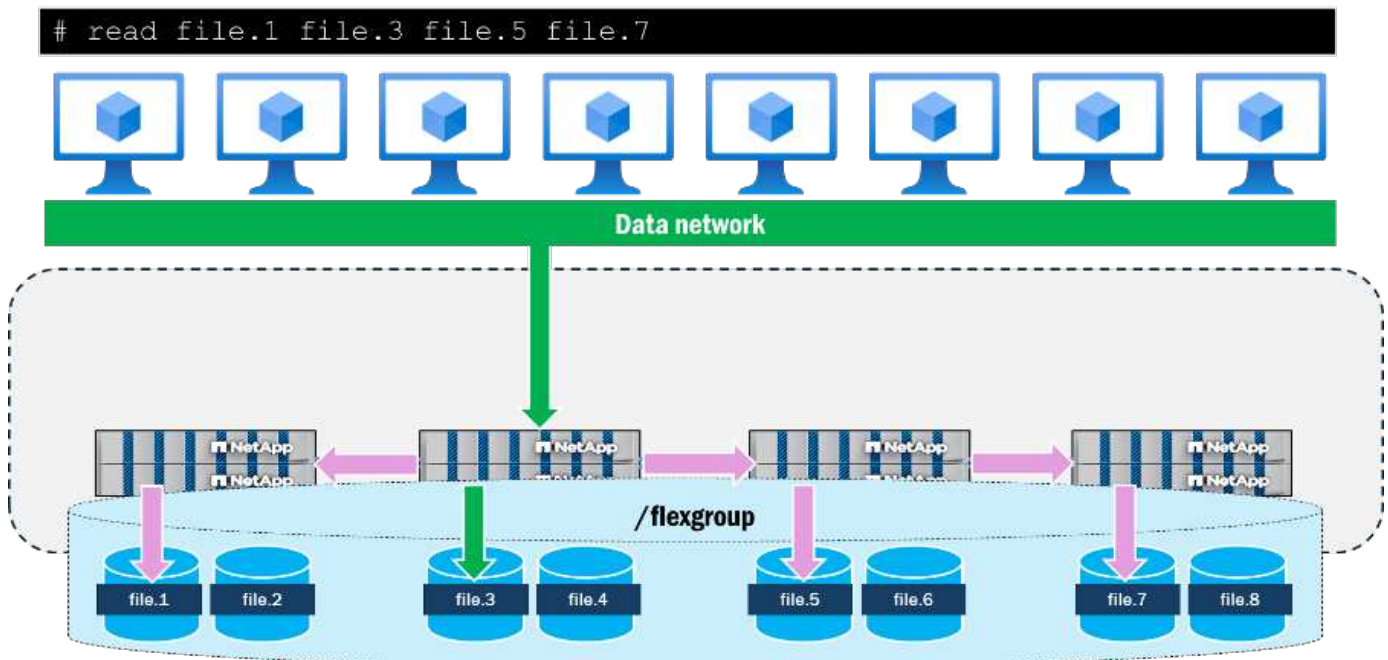 # read file.1 file.3 file.5 file.7
Data network
NetApp NetApp NetApp NetApp
NetApp NetApp NetApp NetApp
/flexgroup
file.1 file.2 file.3 file.4 file.5 file.6 file.7 file.8